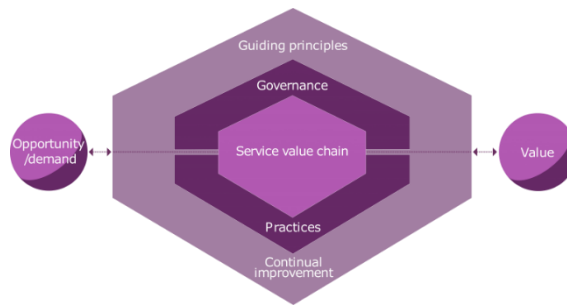 Guiding principles
Governance
Opportunity
/demand
Service value chain
Value
Practices
Continual
improvement